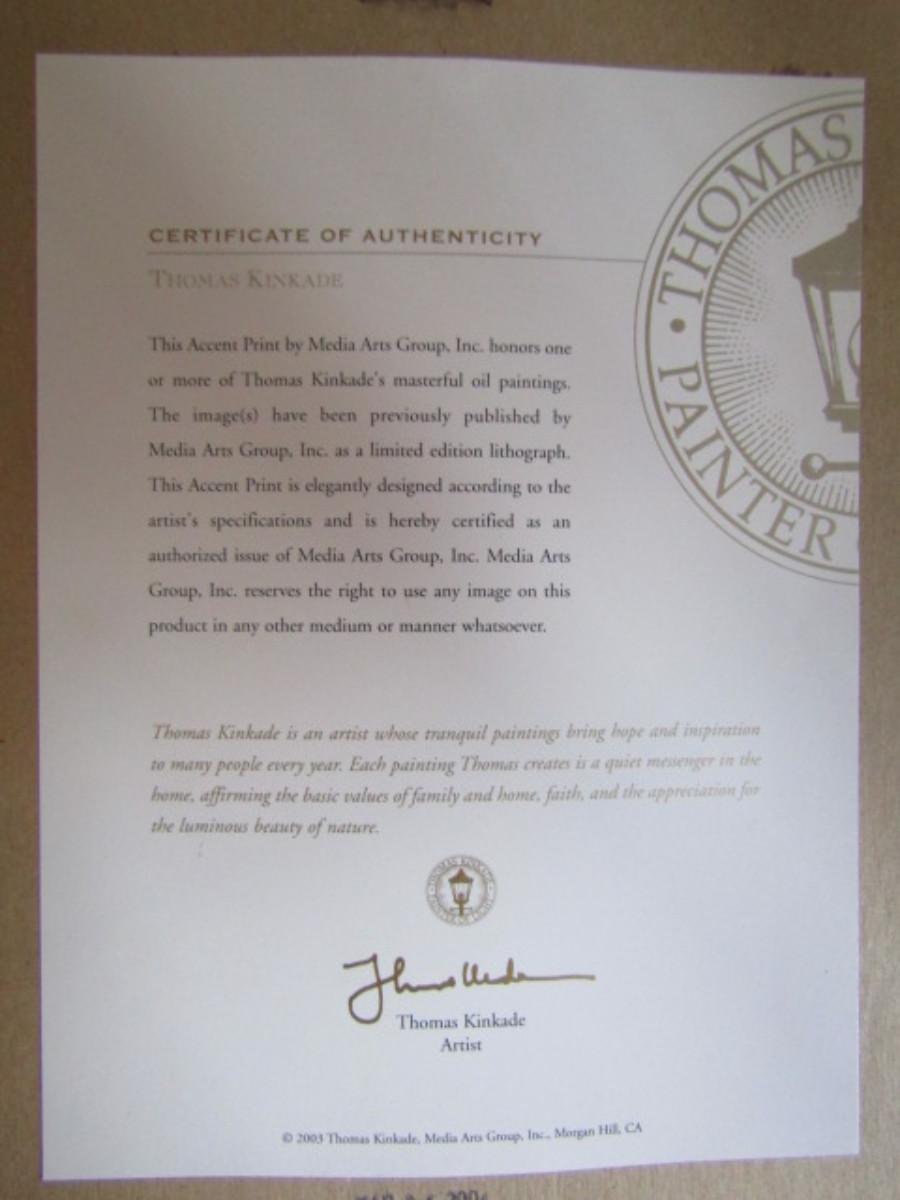 THOMAS
PAINTER
CERTIFICATE OF AUTHENTICITY
THOMAS KINKADE
This Accent Print by Media Arts Group, Inc. honors one
or more of Thomas Kinkade's masterful oil paintings.
The image(s) have been previously published by
Media Arts Group, Inc. as a limited edition lithograph.
This Accent Print is elegantly designed according to the
artist's specifications and is hereby certified as an
authorized issue of Media Arts Group, Inc. Media Arts
Group, Inc. reserves the right to use any image on this
product in any other medium or manner whatsoever.
Thomas Kinkade is an artist whose tranquil paintings bring hope and inspiration
to many people every year. Each painting Thomas creates is a quiet messenger in the
home, affirming the basic values of family and home, faith, and the appreciation for
the luminous beauty of nature.
THOMAS KINKADE
PAINTER OF LIGHT
Thomas Kinkade
Artist
© 2003 Thomas Kinkade, Media Arts Group, Inc., Morgan Hill, CA